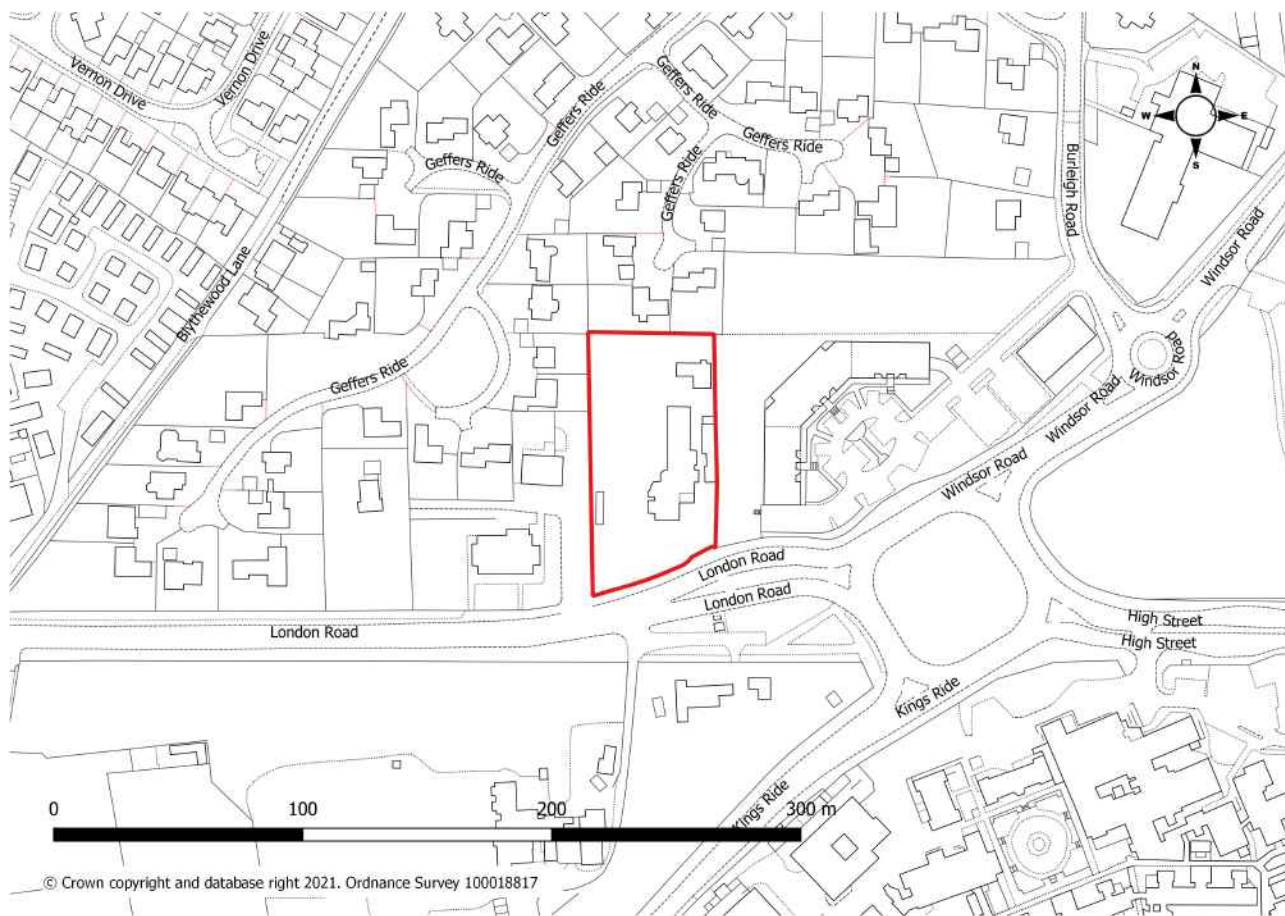 Vernon Drive
Vernon Drive
Geffers Ride
Geffers Ride
Geffers Ride
Geffers Ride
Geffers Ride
Burleigh Road
N
W
E
S
Windsor Road
Blythewood Lane
Geffers Ride
Windsor Road
Windsor Road
Windsor Road
London Road
London Road
London Road
High Street
High Street
Kings Ride
Kings Ride
0 100 200 300 m
© Crown copyright and database right 2021. Ordnance Survey 100018817